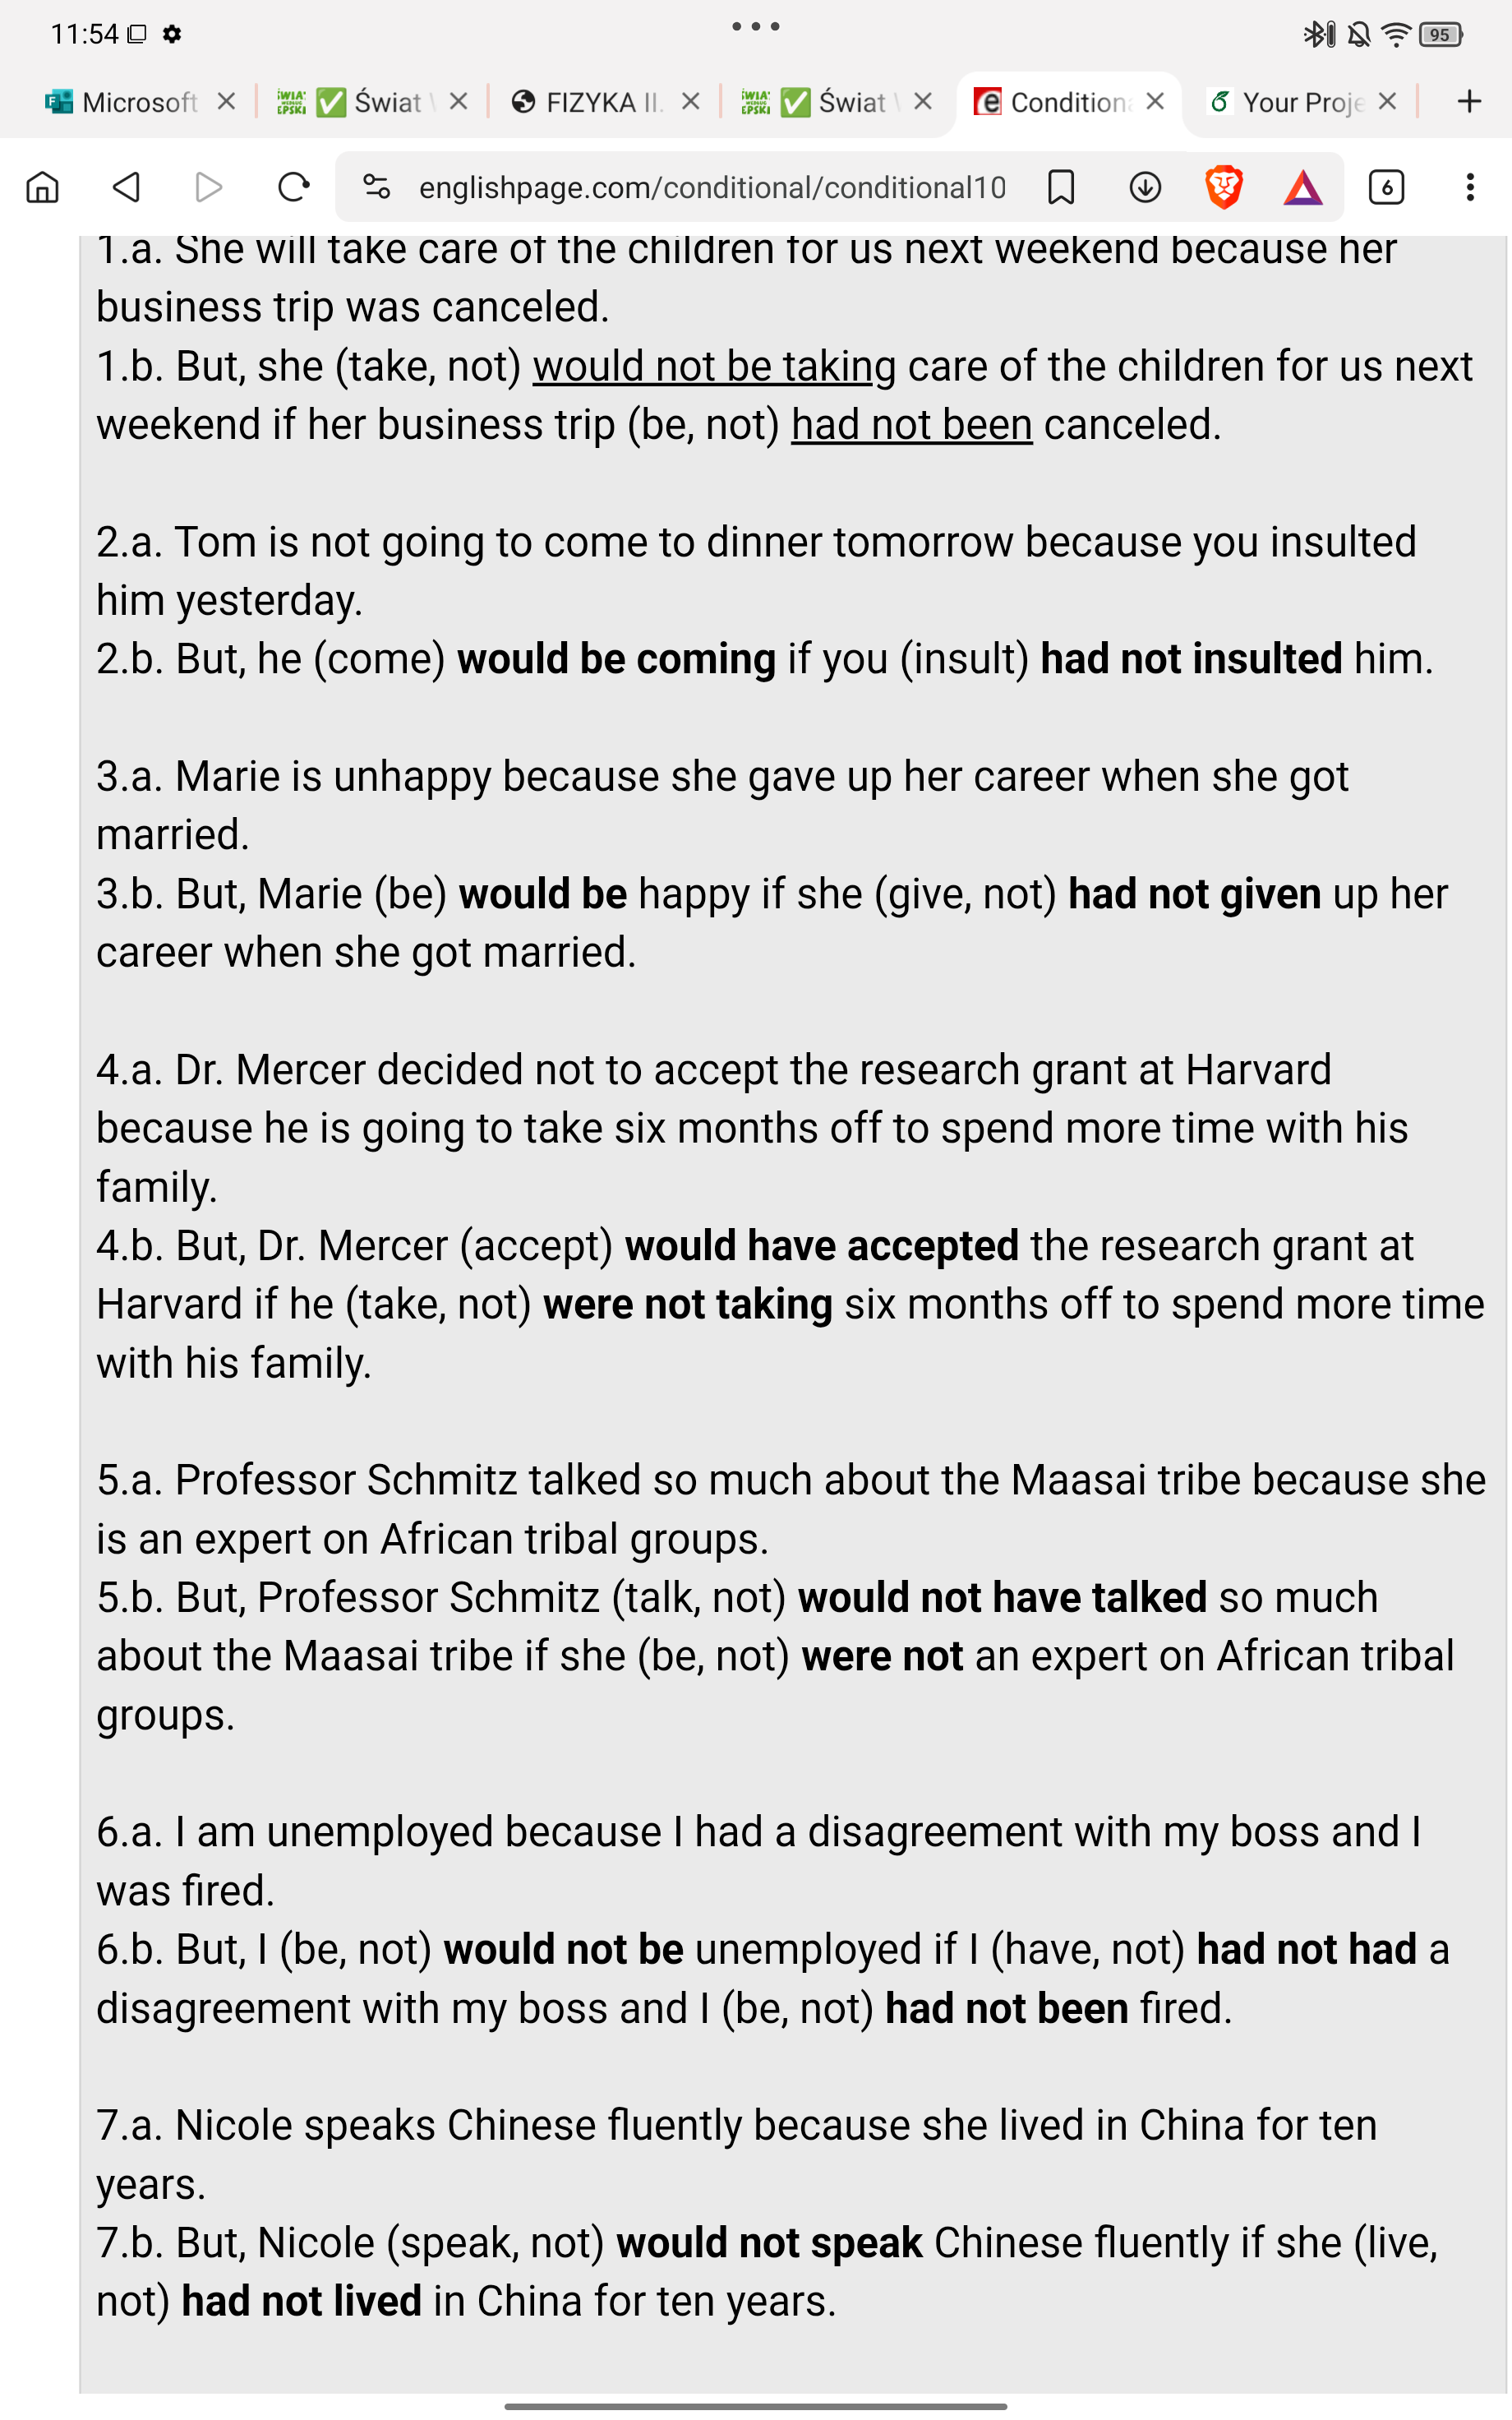 11:54
95
Microsoft
ŚWIAT
WEDŁUG
KIEPSKICH
Świat
FIZYKA II.
Świat
Condition
Your Proje
englishpage.com/conditional/conditional10
6
1.a. She will take care of the children for us next weekend because her
business trip was canceled.
1.b. But, she (take, not) would not be taking care of the children for us next
weekend if her business trip (be, not) had not been canceled.
2.a. Tom is not going to come to dinner tomorrow because you insulted
him yesterday.
2.b. But, he (come) would be coming if you (insult) had not insulted him.
3.a. Marie is unhappy because she gave up her career when she got
married.
3.b. But, Marie (be) would be happy if she (give, not) had not given up her
career when she got married.
4.a. Dr. Mercer decided not to accept the research grant at Harvard
because he is going to take six months off to spend more time with his
family.
4.b. But, Dr. Mercer (accept) would have accepted the research grant at
Harvard if he (take, not) were not taking six months off to spend more time
with his family.
5.a. Professor Schmitz talked so much about the Maasai tribe because she
is an expert on African tribal groups.
5.b. But, Professor Schmitz (talk, not) would not have talked so much
about the Maasai tribe if she (be, not) were not an expert on African tribal
groups.
6.a. I am unemployed because I had a disagreement with my boss and I
was fired.
6.b. But, I (be, not) would not be unemployed if I (have, not) had not had a
disagreement with my boss and I (be, not) had not been fired.
7.a. Nicole speaks Chinese fluently because she lived in China for ten
years.
7.b. But, Nicole (speak, not) would not speak Chinese fluently if she (live,
not) had not lived in China for ten years.